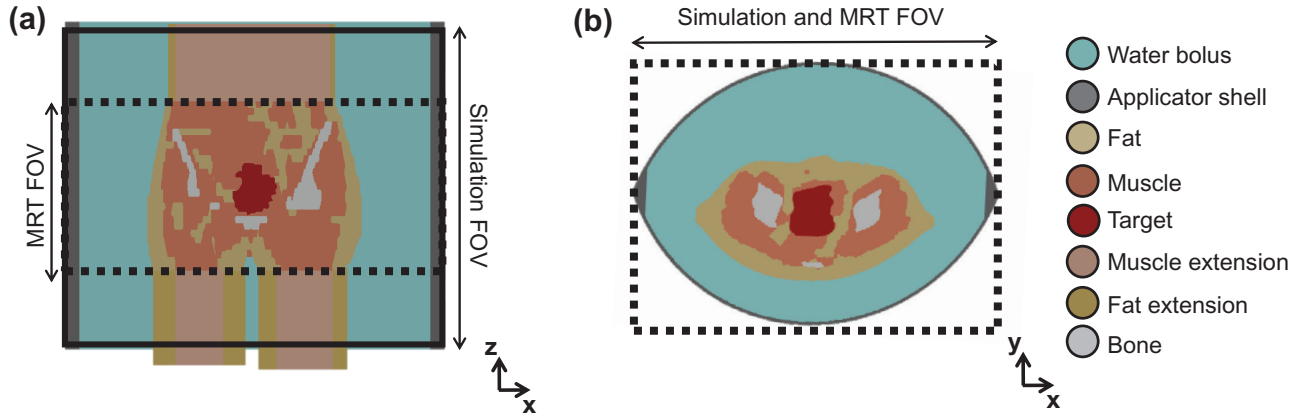 (a)
MRT FOV
Simulation FOV
z
x
(b)
Simulation and MRT FOV
y
x
Water bolus
Applicator shell
Fat
Muscle
Target
Muscle extension
Fat extension
Bone